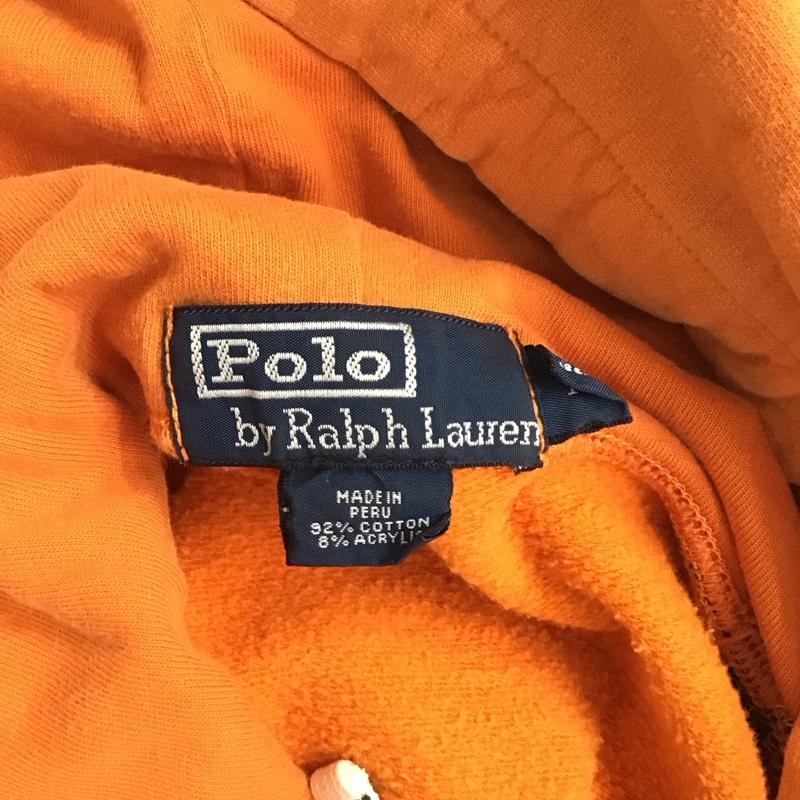 Polo
by Ralph Lauren
MADE IN
PERU
92% COTTON
8% ACRYLIC